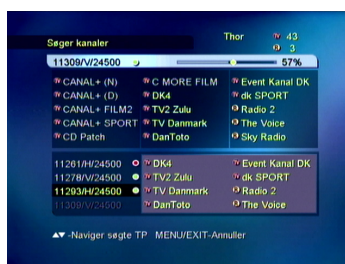 Søger kanaler Thor TV 43
3
11309/V/24500 57%
CANAL+ (N) C MORE FILM Event Kanal DK
CANAL+ (D) DK4 dk SPORT
CANAL+ FILM2 TV2 Zulu Radio 2
CANAL+ SPORT TV Danmark The Voice
CD Patch DanToto Sky Radio
11261/H/24500 DK4 Event Kanal DK
11278/V/24500 TV2 Zulu dk SPORT
11293/H/24500 TV Danmark Radio 2
11309/V/24500 DanToto The Voice
▲▼ -Naviger søgte TP MENU/EXIT-Annuller